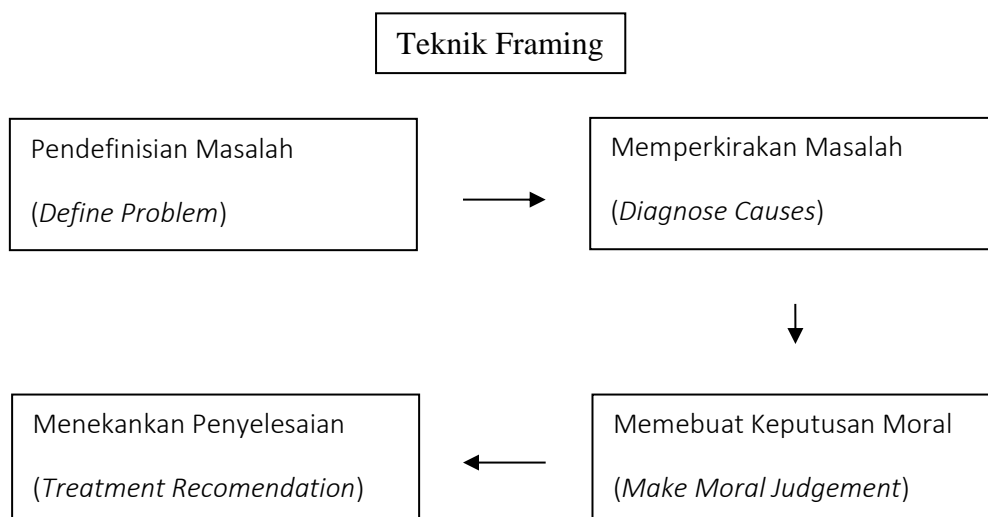 Teknik Framing
Pendefinisian Masalah
(Define Problem)
Memperkirakan Masalah
(Diagnose Causes)
Memebuat Keputusan Moral
(Make Moral Judgement)
Menekankan Penyelesaian
(Treatment Recomendation)